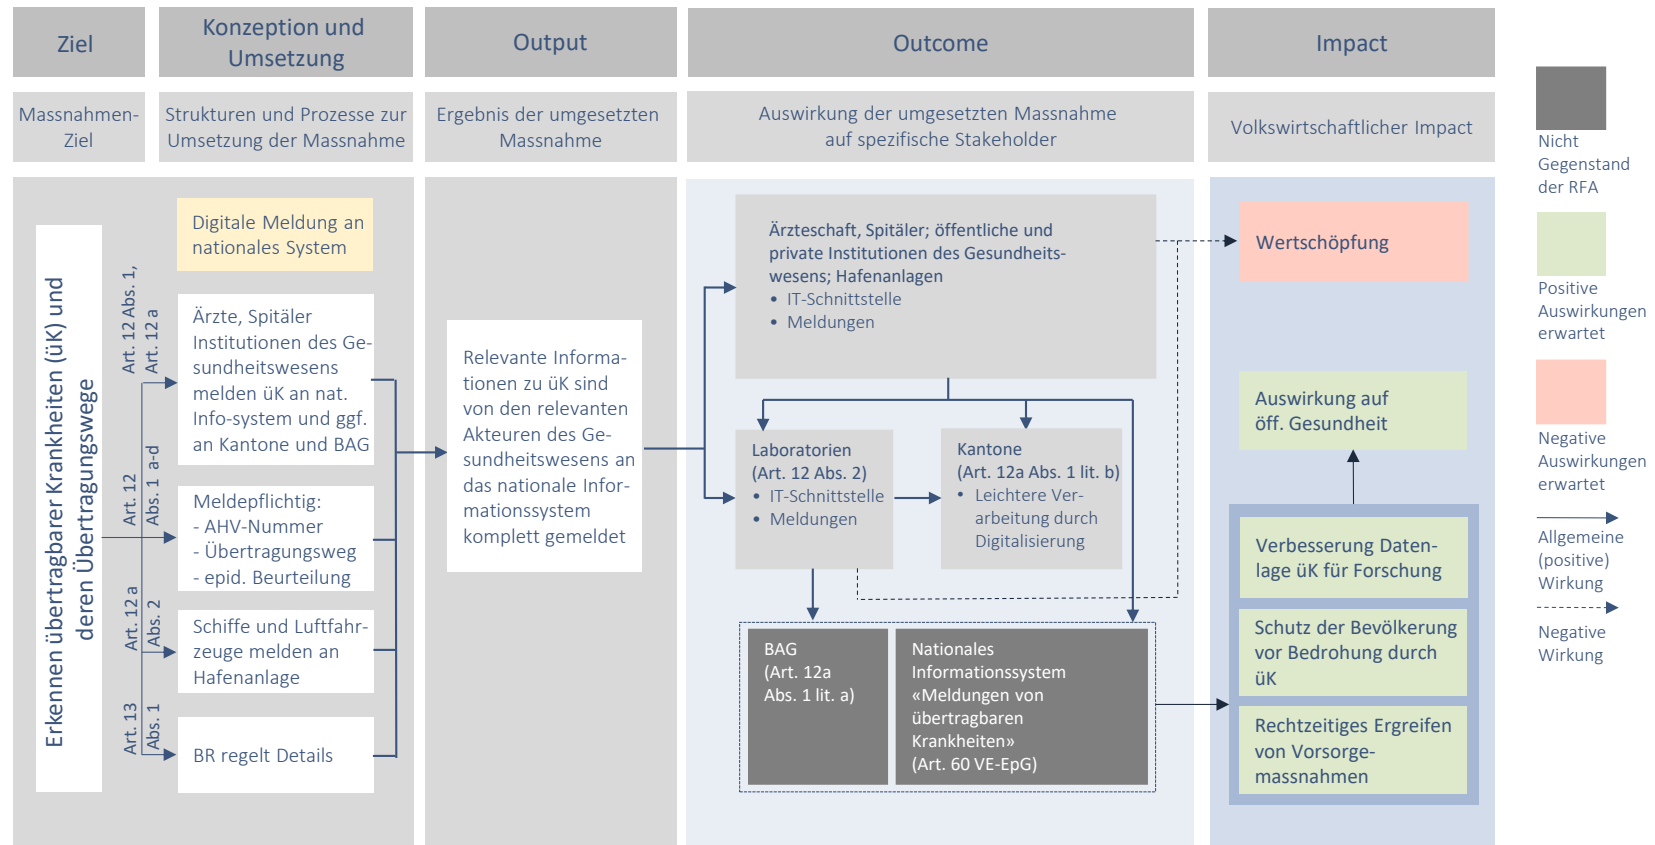 Ziel
Konzeption und
Umsetzung
Output
Outcome
Impact
Massnahmen-
Ziel
Strukturen und Prozesse zur
Umsetzung der Massnahme
Ergebnis der umgesetzten
Massnahme
Auswirkung der umgesetzten Massnahme
auf spezifische Stakeholder
Volkswirtschaftlicher Impact
Erkennen übertragbarer Krankheiten (üK) und
deren Übertragungswege
Art. 12 Abs. 1,
Art. 12 a
Art. 12
Abs. 1 a-d
Art. 12 a
Abs. 2
Art. 13
Abs. 1
Digitale Meldung an
nationales System
Ärzte, Spitäler
Institutionen des Ge-
sundheitswesens
melden üK an nat.
Info-system und ggf.
an Kantone und BAG
Meldepflichtig:
- AHV-Nummer
- Übertragungsweg
- epid. Beurteilung
Schiffe und Luftfahr-
zeuge melden an
Hafenanlage
BR regelt Details
Relevante Informa-
tionen zu üK sind
von den relevanten
Akteuren des Ge-
sundheitswesens an
das nationale Infor-
mationssystem
komplett gemeldet
Ärzteschaft, Spitäler; öffentliche und
private Institutionen des Gesundheits-
wesens; Hafenanlagen
• IT-Schnittstelle
• Meldungen
Laboratorien
(Art. 12 Abs. 2)
• IT-Schnittstelle
• Meldungen
Kantone
(Art. 12a Abs. 1 lit. b)
• Leichtere Ver-
arbeitung durch
Digitalisierung
BAG
(Art. 12a
Abs. 1 lit. a)
Nationales
Informationssystem
«Meldungen von
übertragbaren
Krankheiten»
(Art. 60 VE-EpG)
Wertschöpfung
Auswirkung auf
öff. Gesundheit
Verbesserung Daten-
lage üK für Forschung
Schutz der Bevölkerung
vor Bedrohung durch
üK
Rechtzeitiges Ergreifen
von Vorsorge-
massnahmen
Nicht
Gegenstand
der RFA
Positive
Auswirkungen
erwartet
Negative
Auswirkungen
erwartet
Allgemeine
(positive)
Wirkung
Negative
Wirkung